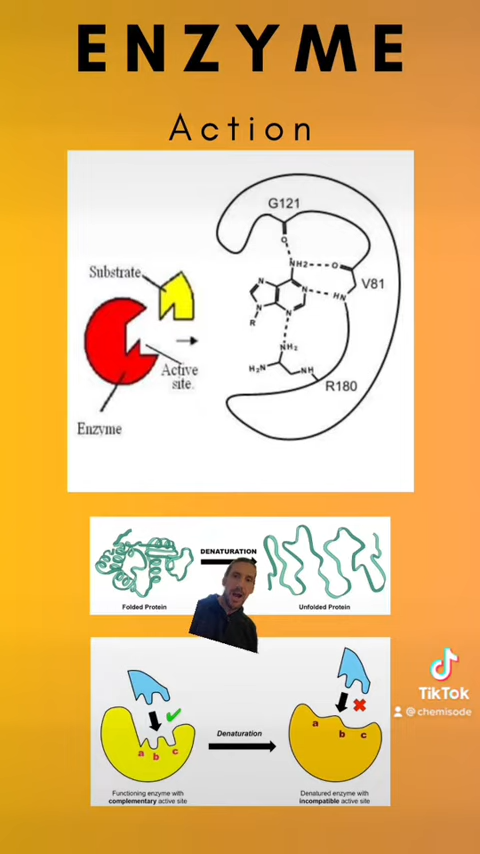 ENZYME
Action
G121
O
NH2
O
N
N
V81
HN
N
N
R
NH2
H2N
NH
R180
Substrate
Active
site.
Enzyme
DENATURATION
Folded Protein
Unfolded Protein
a b c
Denaturation
a b c
Functioning enzyme with
complementary active site
Denatured enzyme with
incompatible active site
TikTok
@chemisode